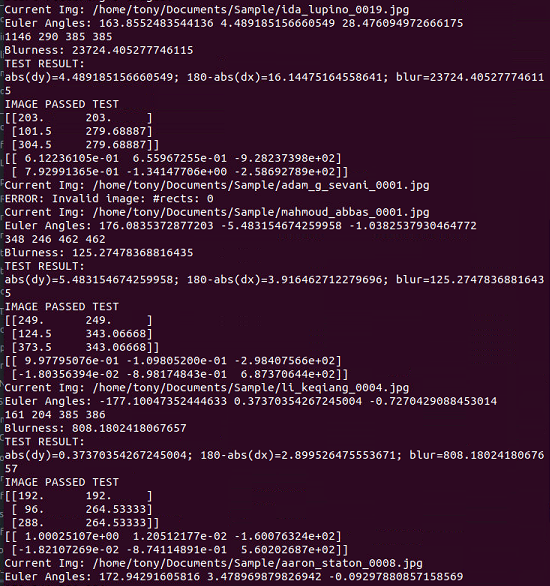 Current Img: /home/tony/Documents/Sample/ida_lupino_0019.jpg
Euler Angles: 163.8552483544136 4.489185156660549 28.476094972666175
1146 290 385 385
Blurness: 23724.405277746115
TEST RESULT:
abs(dy)=4.489185156660549; 180-abs(dx)=16.14475164558641; blur=23724.40527774611
5
IMAGE PASSED TEST
[[203.      203.     ]
 [101.5     279.68887]
 [304.5     279.68887]]
[[ 6.12236105e-01  6.55967255e-01 -9.28237398e+02]
 [ 7.92991365e-01 -1.34147706e+00 -2.58692789e+02]]
Current Img: /home/tony/Documents/Sample/adam_g_sevani_0001.jpg
ERROR: Invalid image: #rects: 0
Current Img: /home/tony/Documents/Sample/mahmoud_abbas_0001.jpg
Euler Angles: 176.0835372877203 -5.483154674259958 -1.0382537930464772
348 246 462 462
Blurness: 125.27478368816435
TEST RESULT:
abs(dy)=5.483154674259958; 180-abs(dx)=3.916462712279696; blur=125.2747836881643
5
IMAGE PASSED TEST
[[249.      249.     ]
 [124.5     343.06668]
 [373.5     343.06668]]
[[ 9.97795076e-01 -1.09805200e-01 -2.98407566e+02]
 [-1.80356394e-02 -8.98174843e-01  6.87370644e+02]]
Current Img: /home/tony/Documents/Sample/li_keqiang_0004.jpg
Euler Angles: -177.10047352444633 0.37370354267245004 -0.7270429088453014
161 204 385 386
Blurness: 808.1802418067657
TEST RESULT:
abs(dy)=0.37370354267245004; 180-abs(dx)=2.899526475553671; blur=808.18024180676
57
IMAGE PASSED TEST
[[192.      192.     ]
 [ 96.      264.53333]
 [288.      264.53333]]
[[ 1.00025107e+00  1.20512177e-02 -1.60076324e+02]
 [-1.82107269e-02 -8.74114891e-01  5.60202687e+02]]
Current Img: /home/tony/Documents/Sample/aaron_staton_0008.jpg
Euler Angles: 172.94291605816 3.478969879826942 -0.09297880857158569